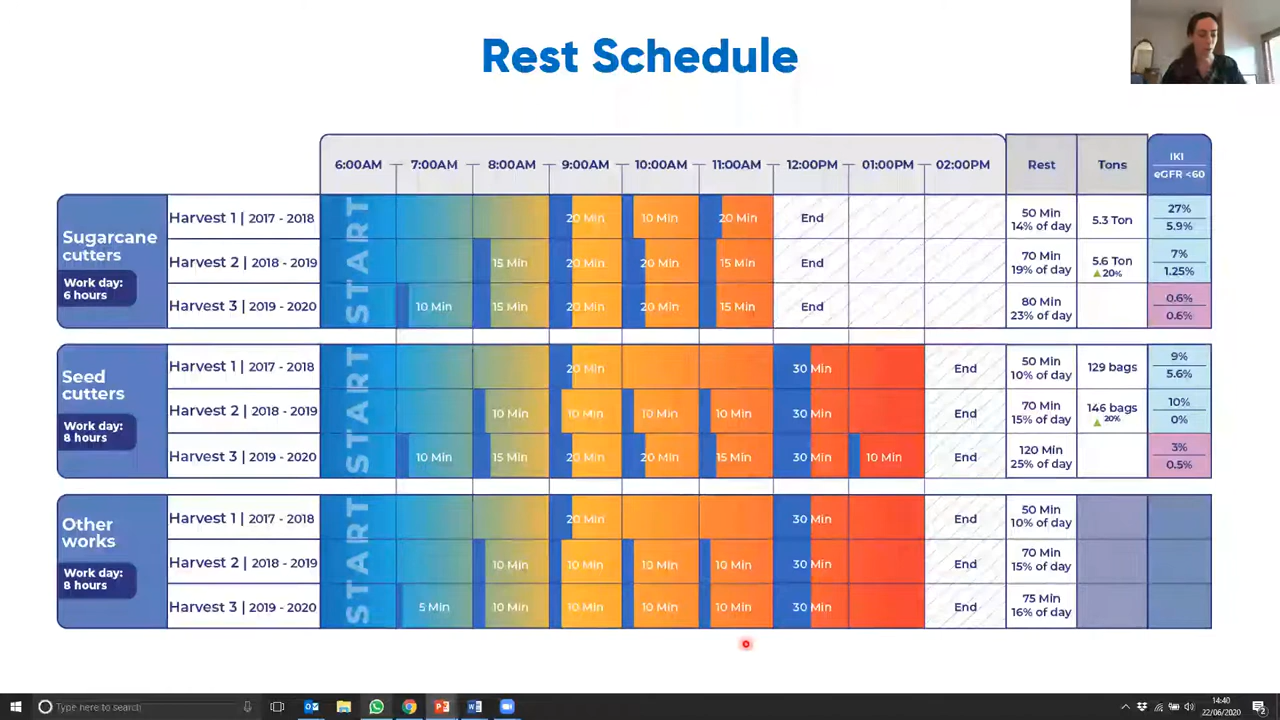 Rest Schedule
6:00AM 7:00AM 8:00AM 9:00AM 10:00AM 11:00AM 12:00PM 01:00PM 02:00PM Rest Tons IKI
eGFR <60
Sugarcane
cutters
Work day:
6 hours
START
Harvest 1 | 2017 - 2018 20 Min 10 Min 20 Min End 50 Min
14% of day 5.3 Ton 27%
5.9%
Harvest 2 | 2018 - 2019 15 Min 20 Min 20 Min 15 Min End 70 Min
19% of day 5.6 Ton
▲20% 7%
1.25%
Harvest 3 | 2019 - 2020 10 Min 15 Min 20 Min 20 Min 15 Min End 80 Min
23% of day 0.6%
0.6%
Seed
cutters
Work day:
8 hours
START
Harvest 1 | 2017 - 2018 20 Min 30 Min End 50 Min
10% of day 129 bags 9%
5.6%
Harvest 2 | 2018 - 2019 10 Min 10 Min 10 Min 10 Min 30 Min End 70 Min
15% of day 146 bags
▲20% 10%
0%
Harvest 3 | 2019 - 2020 10 Min 15 Min 20 Min 20 Min 15 Min 30 Min 10 Min End 120 Min
25% of day 3%
0.5%
Other
works
Work day:
8 hours
START
Harvest 1 | 2017 - 2018 20 Min 30 Min End 50 Min
10% of day
Harvest 2 | 2018 - 2019 10 Min 10 Min 10 Min 10 Min 30 Min End 70 Min
15% of day
Harvest 3 | 2019 - 2020 5 Min 10 Min 10 Min 10 Min 10 Min 30 Min End 75 Min
16% of day
Type here to search
14:40
22/06/2020